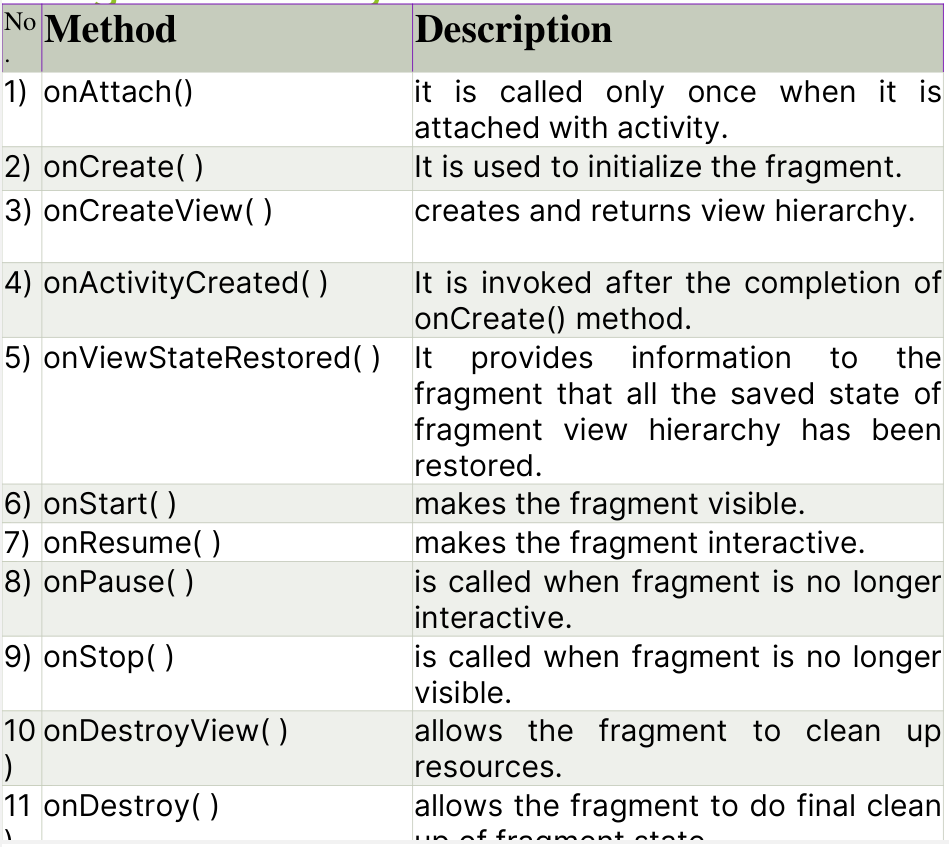 No Method Description
.
1) onAttach() it is called only once when it is
attached with activity.
2) onCreate( ) It is used to initialize the fragment.
3) onCreateView( ) creates and returns view hierarchy.
4) onActivityCreated( ) It is invoked after the completion of
onCreate() method.
5) onViewStateRestored( ) It provides information to the
fragment that all the saved state of
fragment view hierarchy has been
restored.
6) onStart( ) makes the fragment visible.
7) onResume( ) makes the fragment interactive.
8) onPause( ) is called when fragment is no longer
interactive.
9) onStop( ) is called when fragment is no longer
visible.
10 onDestroyView( ) allows the fragment to clean up
) resources.
11 onDestroy( ) allows the fragment to do final clean
) up of fragment state